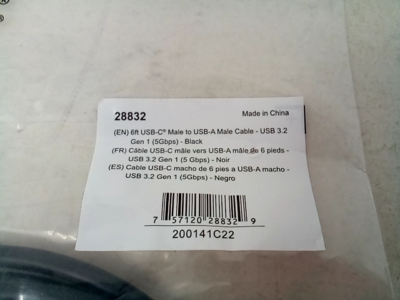 28832
Made in China
(EN) 6ft USB-C® Male to USB-A Male Cable - USB 3.2
Gen 1 (5Gbps) - Black
(FR) Câble USB-C mâle vers USB-A mâle de 6 pieds -
USB 3.2 Gen 1 (5 Gbps) - Noir
(ES) Cable USB-C macho de 6 pies a USB-A macho -
USB 3.2 Gen 1 (5Gbps) - Negro
7 57120 28832 9
200141C22